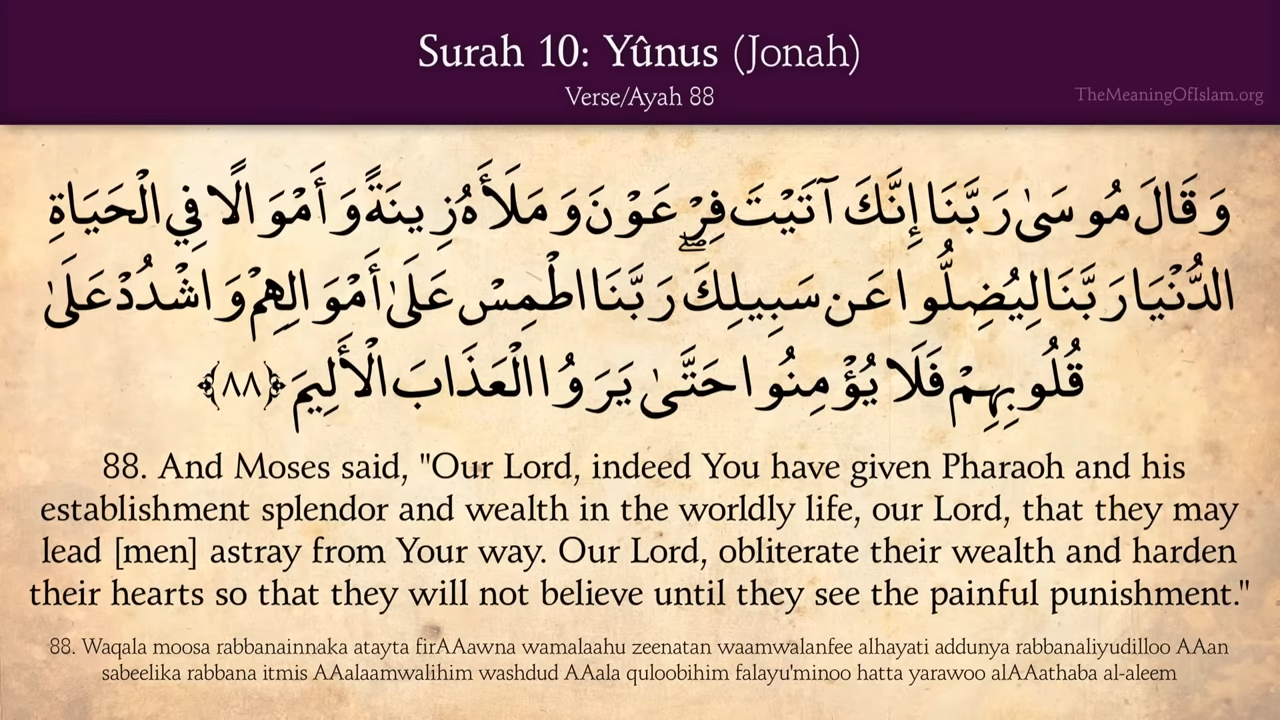 Surah 10: Yûnus (Jonah)
Verse/Ayah 88
TheMeaningOfIslam.org
وَقَالَ مُوسَىٰ رَبَّنَا إِنَّكَ آتَيْتَ فِرْعَوْنَ وَمَلَأَهُ زِينَةً وَأَمْوَالًا فِي الْحَيَاةِ
الدُّنْيَا رَبَّنَا لِيُضِلُّوا عَن سَبِيلِكَ ۖ رَبَّنَا اطْمِسْ عَلَىٰ أَمْوَالِهِمْ وَاشْدُدْ عَلَىٰ
قُلُوبِهِمْ فَلَا يُؤْمِنُوا حَتَّىٰ يَرَوُا الْعَذَابَ الْأَلِيمَ ﴿٨٨﴾
88. And Moses said, "Our Lord, indeed You have given Pharaoh and his
establishment splendor and wealth in the worldly life, our Lord, that they may
lead [men] astray from Your way. Our Lord, obliterate their wealth and harden
their hearts so that they will not believe until they see the painful punishment."
88. Waqala moosa rabbanainnaka atayta firAAawna wamalaahu zeenatan waamwalanfee alhayati addunya rabbanaliyudilloo AAan
sabeelika rabbana itmis AAalaamwalihim washdud AAala quloobihim falayu'minoo hatta yarawoo alAAathaba al-aleem